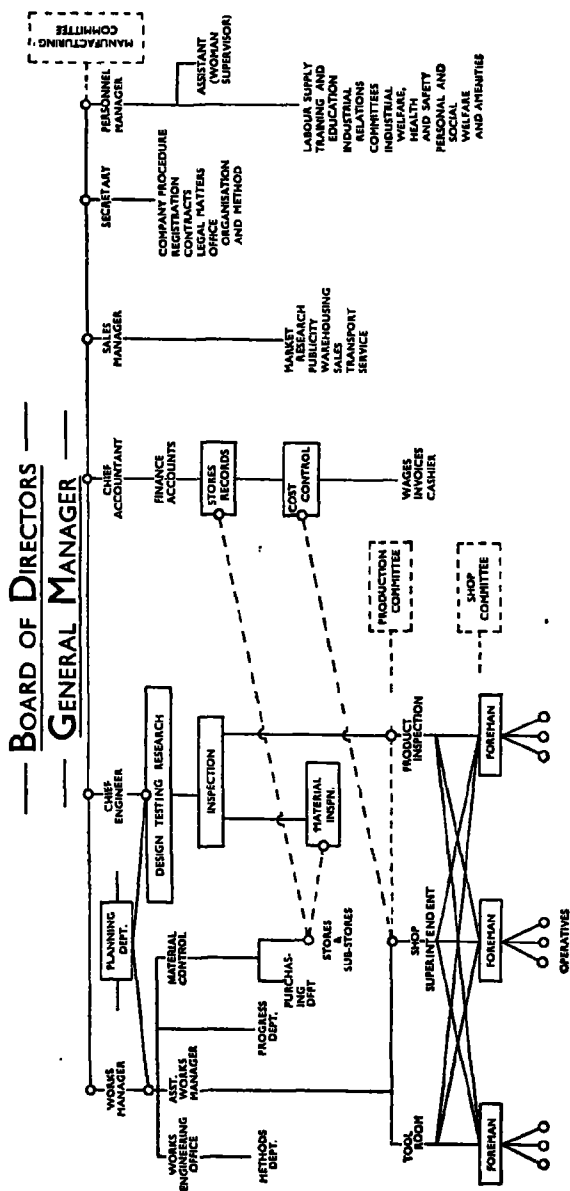 BOARD OF DIRECTORS
GENERAL MANAGER
WORKS
MANAGER
PLANNING
DEPT.
CHIEF
ENGINEER
CHIEF
ACCOUNTANT
SALES
MANAGER
SECRETARY
PERSONNEL
MANAGER
MANUFACTURING
COMMITTEE
ASST.
WORKS
MANAGER
DESIGN TESTING RESEARCH
FINANCE
ACCOUNTS
COMPANY PROCEDURE
REGISTRATION
CONTRACTS
LEGAL MATTERS
OFFICE
ORGANISATION
AND METHOD
ASSISTANT
(WOMAN
SUPERVISOR)
WORKS
ENGINEERING
OFFICE
MATERIAL
CONTROL
INSPECTION
STORES
RECORDS
METHODS
DEPT.
PROGRESS
DEPT.
PURCHAS-
ING
DEPT
STORES
&
SUB-STORES
MATERIAL
INSPN.
COST
CONTROL
MARKET
RESEARCH
PUBLICITY
WAREHOUSING
SALES
TRANSPORT
SERVICE
LABOUR SUPPLY
TRAINING AND
EDUCATION
INDUSTRIAL
RELATIONS
COMMITTEES
INDUSTRIAL
WELFARE,
HEALTH
AND SAFETY
PERSONAL AND
SOCIAL
WELFARE
AND AMENITIES
WAGES
INVOICES
CASHIER
PRODUCTION
COMMITTEE
TOOL
ROOM
SHOP
SUPERINTENDENT
PRODUCT
INSPECTION
SHOP
COMMITTEE
FOREMAN
FOREMAN
FOREMAN
OPERATIVES